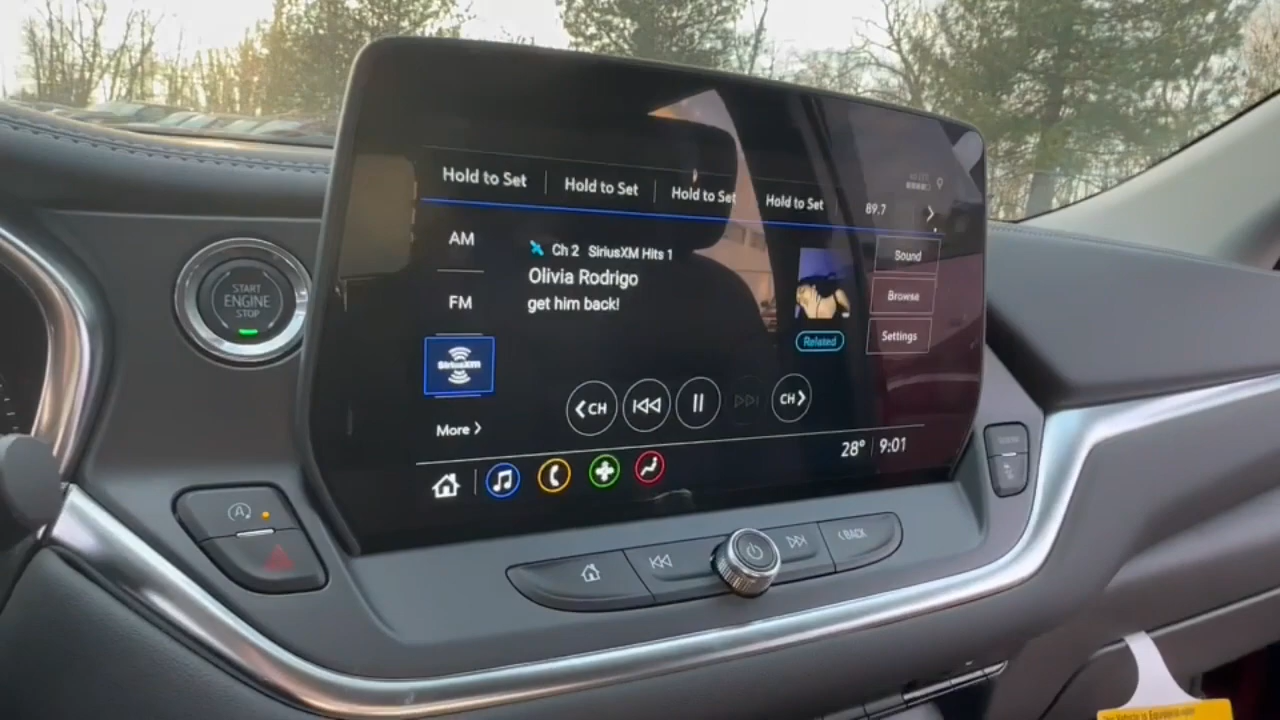 Hold to Set
Hold to Set
Hold to Set
Hold to Set
89.7
AM
FM
SiriusXM
More
Ch 2 SiriusXM Hits 1
Olivia Rodrigo
get him back!
Related
Sound
Browse
Settings
CH
CH
28° 9:01
START
ENGINE
STOP
A
BACK